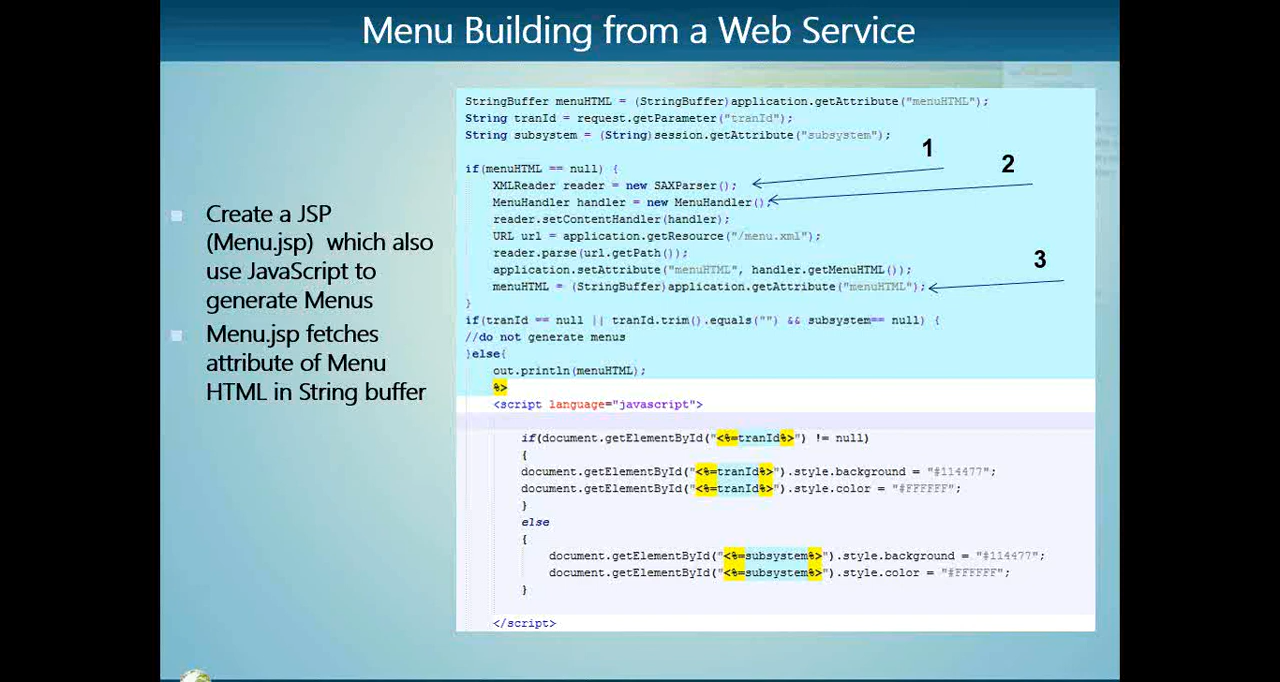 Menu Building from a Web Service
Create a JSP
(Menu.jsp) which also
use JavaScript to
generate Menus
Menu.jsp fetches
attribute of Menu
HTML in String buffer
StringBuffer menuHTML = (StringBuffer)application.getAttribute("menuHTML");
String tranId = request.getParameter("tranId");
String subsystem = (String)session.getAttribute("subsystem");
1
2
if(menuHTML == null) {
XMLReader reader = new SAXParser();
MenuHandler handler = new MenuHandler();
reader.setContentHandler(handler);
URL url = application.getResource("/menu.xml");
reader.parse(url.getPath());
application.setAttribute("menuHTML", handler.getMenuHTML());
3
menuHTML = (StringBuffer)application.getAttribute("menuHTML");
}
if(tranId == null || tranId.trim().equals("") && subsystem== null) {
//do not generate menus
}else{
out.println(menuHTML);
%>
<script language="javascript">
if(document.getElementById("<%=tranId%>") != null)
{
document.getElementById("<%=tranId%>").style.background = "#114477";
document.getElementById("<%=tranId%>").style.color = "#FFFFFF";
}
else
{
document.getElementById("<%=subsystem%>").style.background = "#114477";
document.getElementById("<%=subsystem%>").style.color = "#FFFFFF";
}
</script>